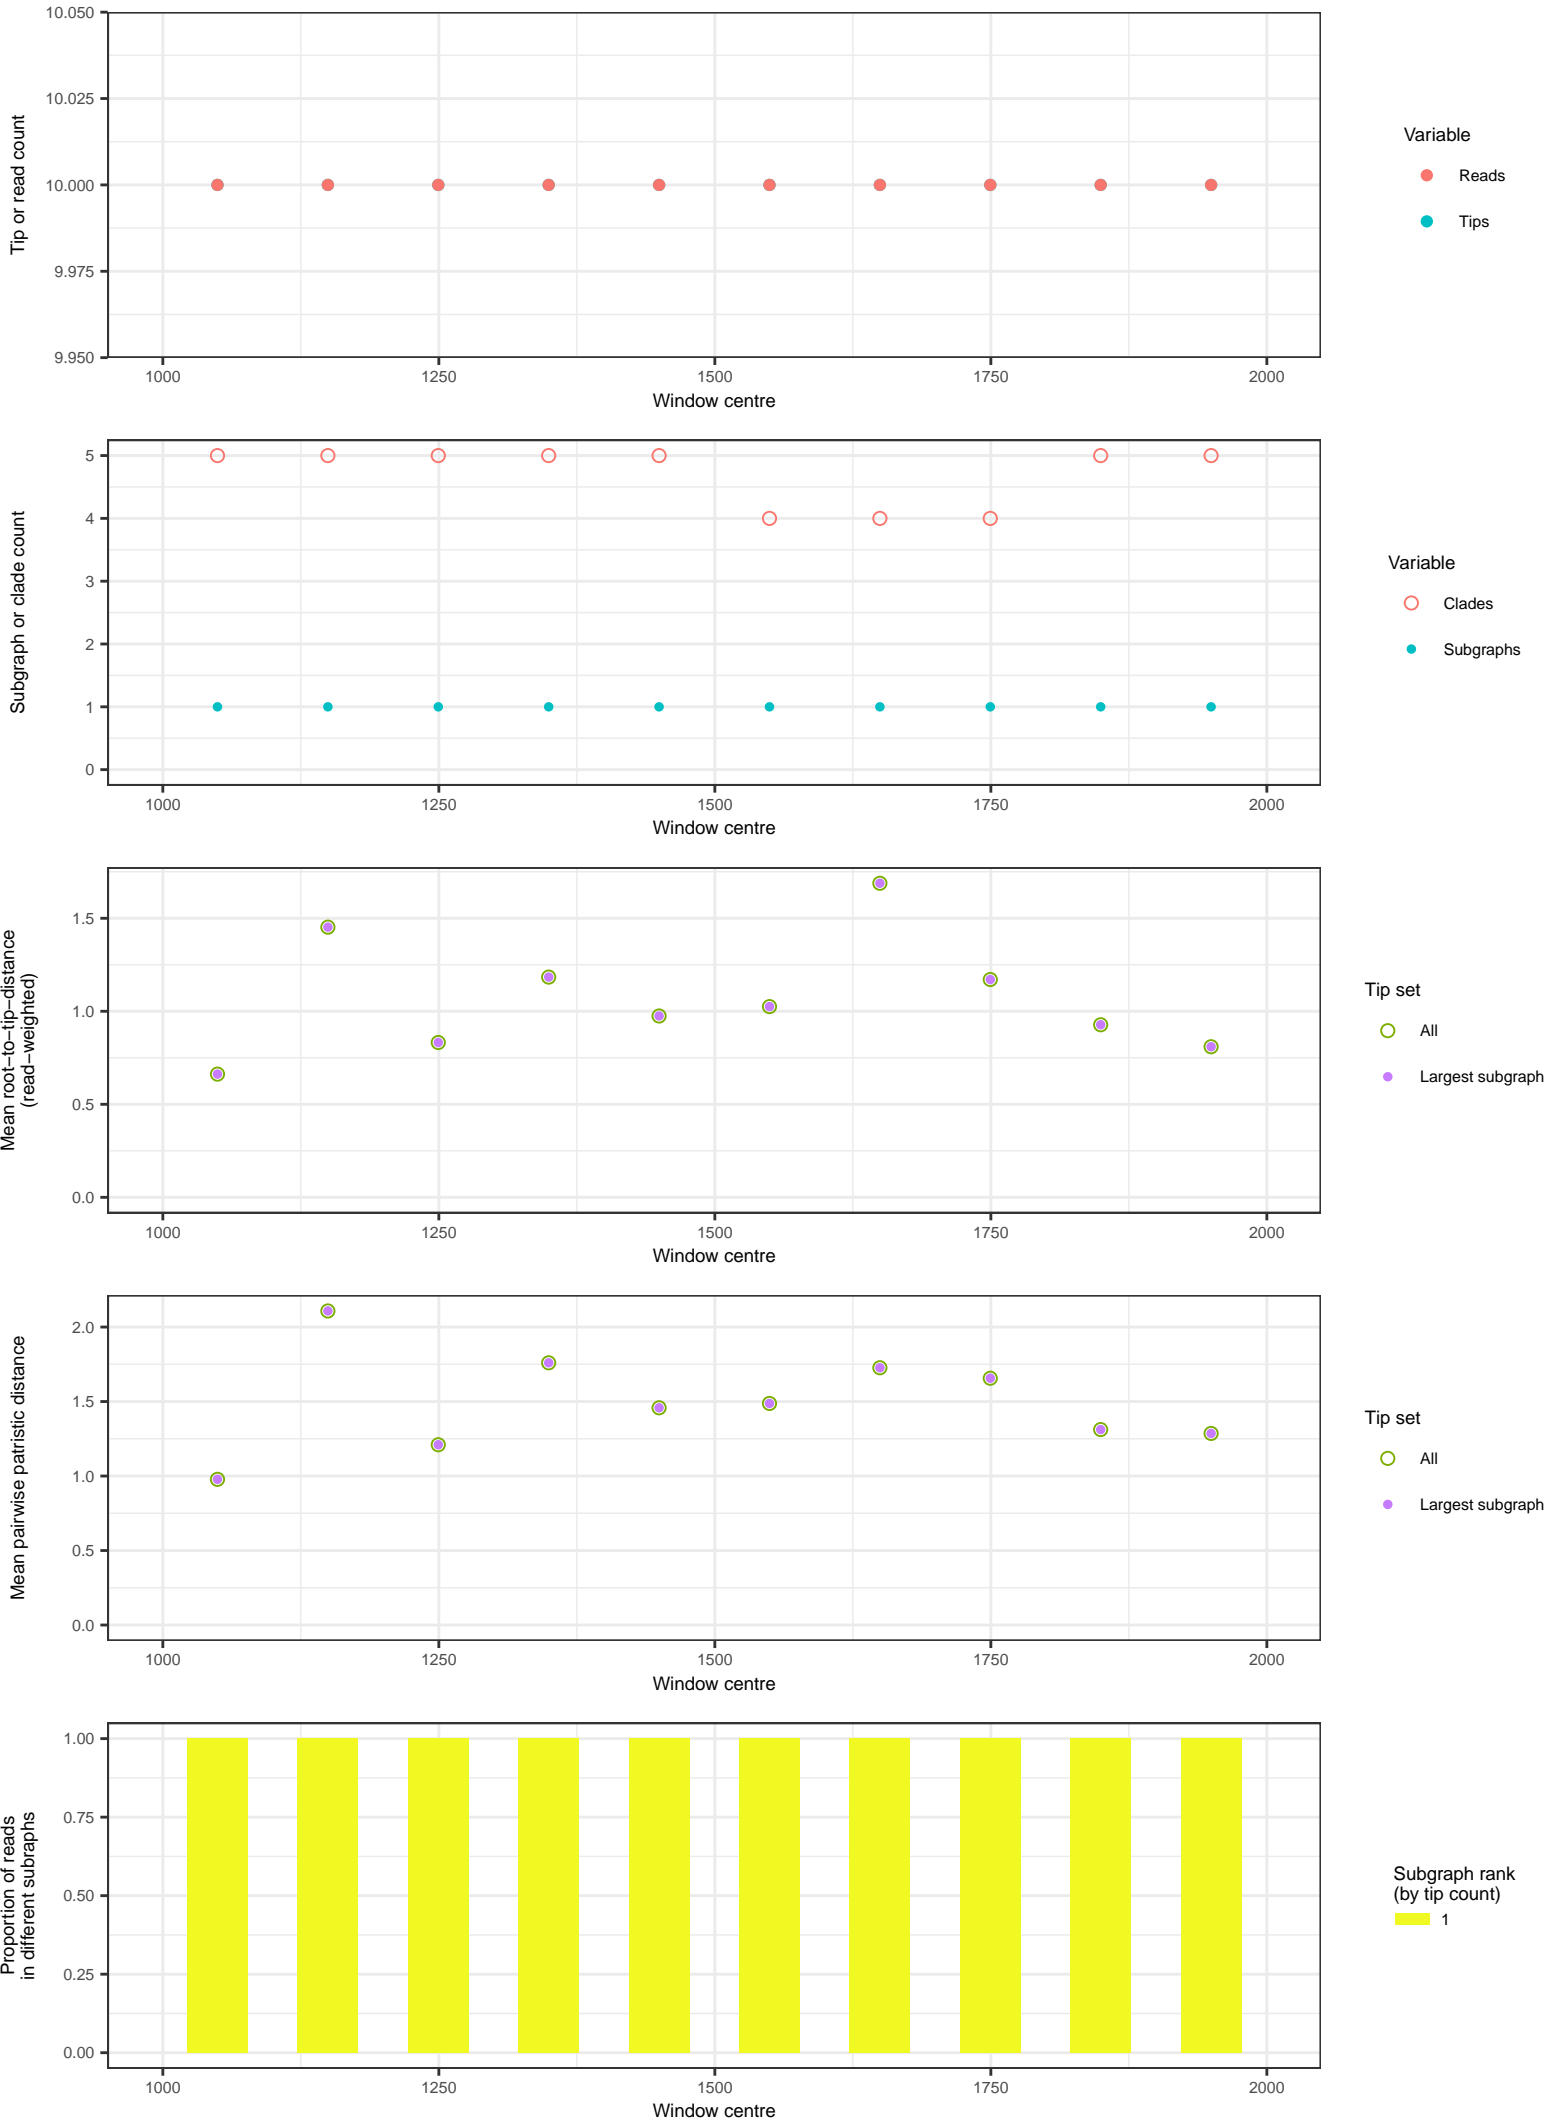 10.050
10.025
10.000
9.975
9.950
Tip or read count
1000 1250 1500 1750 2000
Window centre
Variable
Reads
Tips
5
4
3
2
1
0
Subgraph or clade count
1000 1250 1500 1750 2000
Window centre
Variable
Clades
Subgraphs
1.5
1.0
0.5
0.0
Mean root−to−tip−distance
(read−weighted)
1000 1250 1500 1750 2000
Window centre
Tip set
All
Largest subgraph
2.0
1.5
1.0
0.5
0.0
Mean pairwise patristic distance
1000 1250 1500 1750 2000
Window centre
Tip set
All
Largest subgraph
1.00
0.75
0.50
0.25
0.00
Proportion of reads
in different subraphs
1000 1250 1500 1750 2000
Window centre
Subgraph rank
(by tip count)
1